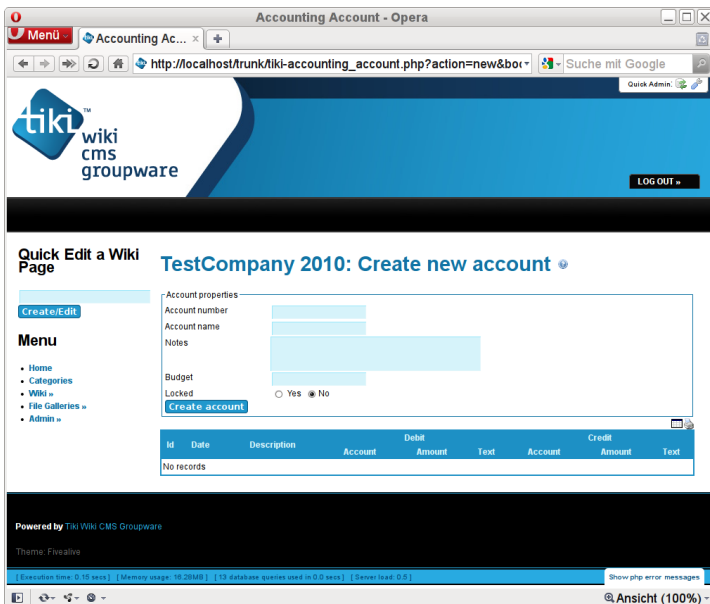 Accounting Account - Opera
Menü
Accounting Ac...
http://localhost/trunk/tiki-accounting_account.php?action=new&boo
Suche mit Google
Quick Admin:
tiki™
wiki
cms
groupware
LOG OUT »
Quick Edit a Wiki
Page
Create/Edit
Menu
Home
Categories
Wiki »
File Galleries »
Admin »
TestCompany 2010: Create new account
Account properties
Account number
Account name
Notes
Budget
Locked Yes No
Create account
Debit Credit
Id Date Description
Account Amount Text Account Amount Text
No records
Powered by Tiki Wiki CMS Groupware
Theme: Fivealive
[ Execution time: 0.15 secs ] [ Memory usage: 16.28MB ] [ 13 database queries used in 0.0 secs ] [ Server load: 0.5 ]
Show php error messages
Ansicht (100%)